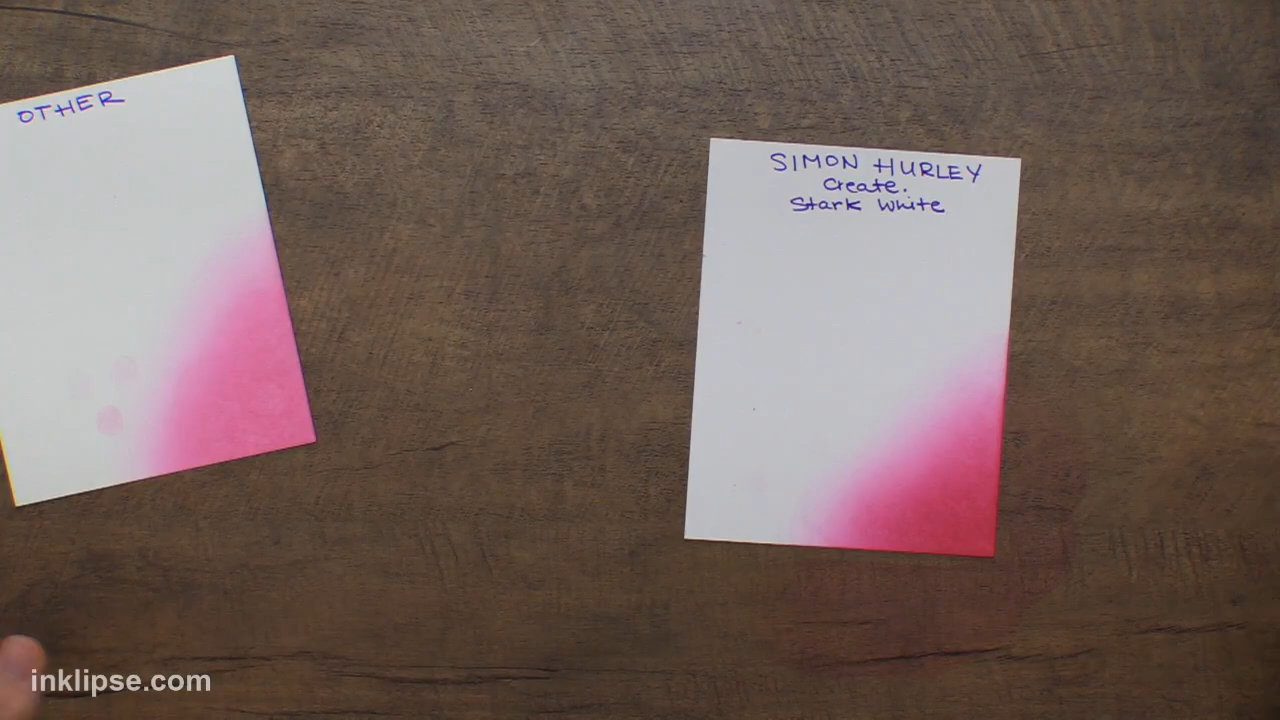 OTHER
SIMON HURLEY
Create.
Stark White
inklipse.com